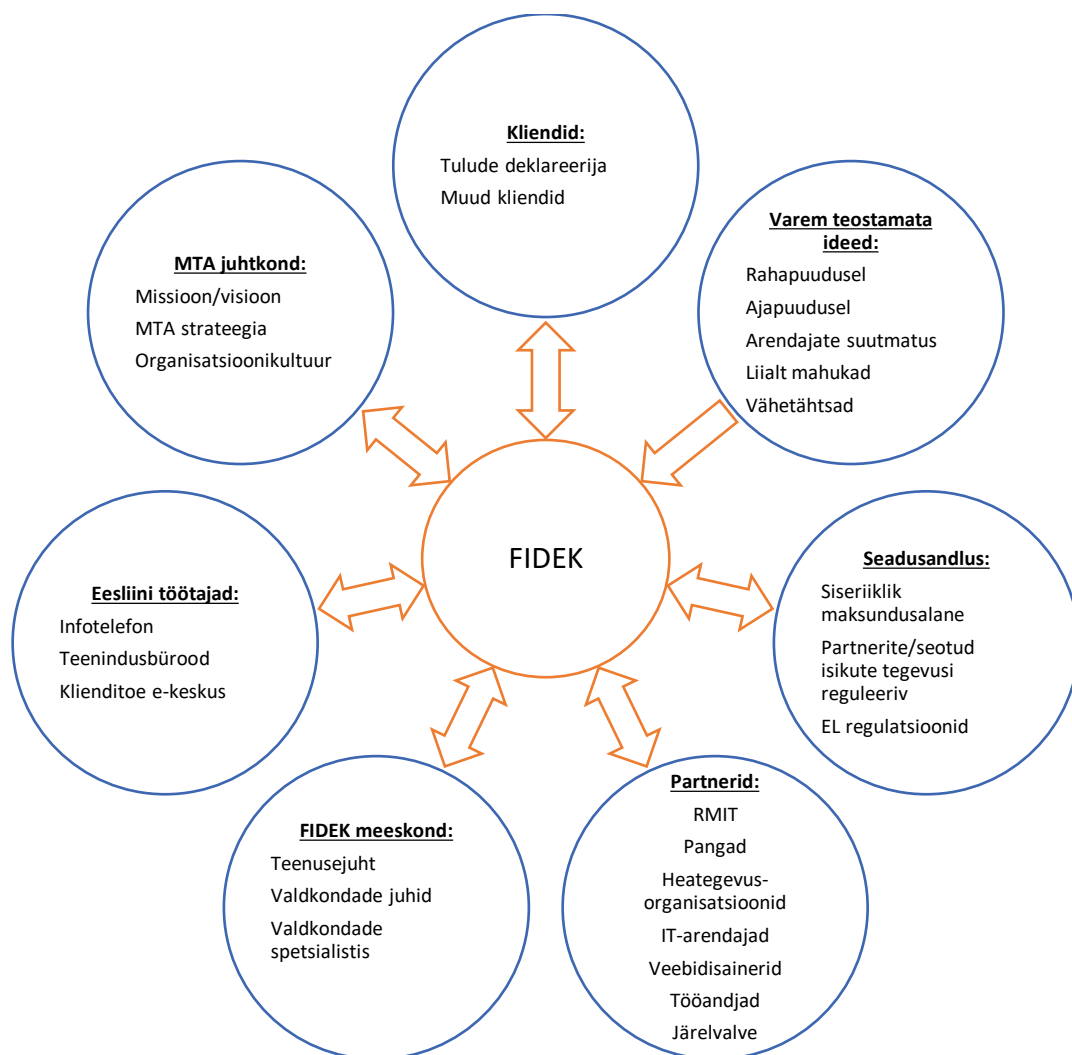 Kliendid:
Tulude deklareerija
Muud kliendid
Varem teostamata
ideed:
Rahapuudusel
Ajapuudusel
Arendajate suutmatus
Liialt mahukad
Vähetähtsad
MTA juhtkond:
Missioon/visioon
MTA strateegia
Organisatsioonikultuur
FIDEK
Seadusandlus:
Siseriiklik
maksundusalane
Partnerite/seotud
isikute tegevusi
reguleeriv
EL regulatsioonid
Eesliini töötajad:
Infotelefon
Teenindusbürood
Klienditoe e-keskus
Partnerid:
RMIT
Pangad
Heategevus-
organisatsioonid
IT-arendajad
Veebidisainerid
Tööandjad
Järelvalve
FIDEK meeskond:
Teenusejuht
Valdkondade juhid
Valdkondade
spetsialistis